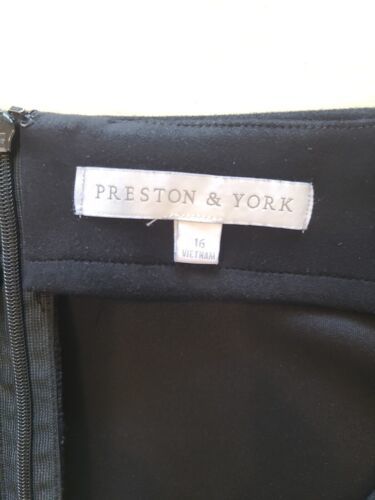 PRESTON & YORK
16
VIETNAM